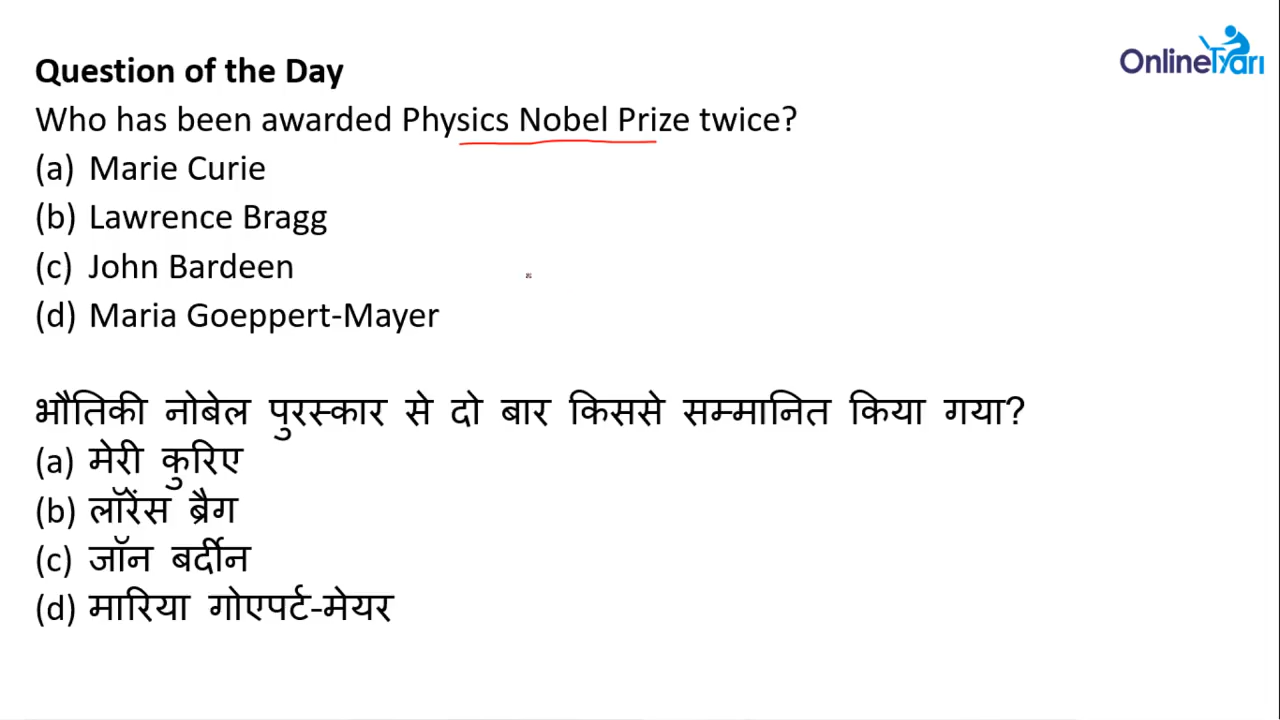 Question of the Day
OnlineTyari
Who has been awarded Physics Nobel Prize twice?
(a) Marie Curie
(b) Lawrence Bragg
(c) John Bardeen
(d) Maria Goeppert-Mayer
भौतिकी नोबेल पुरस्कार से दो बार किससे सम्मानित किया गया?
(a) मेरी कुरिए
(b) लॉरेंस ब्रैग
(c) जॉन बर्दीन
(d) मारिया गोएपर्ट-मेयर